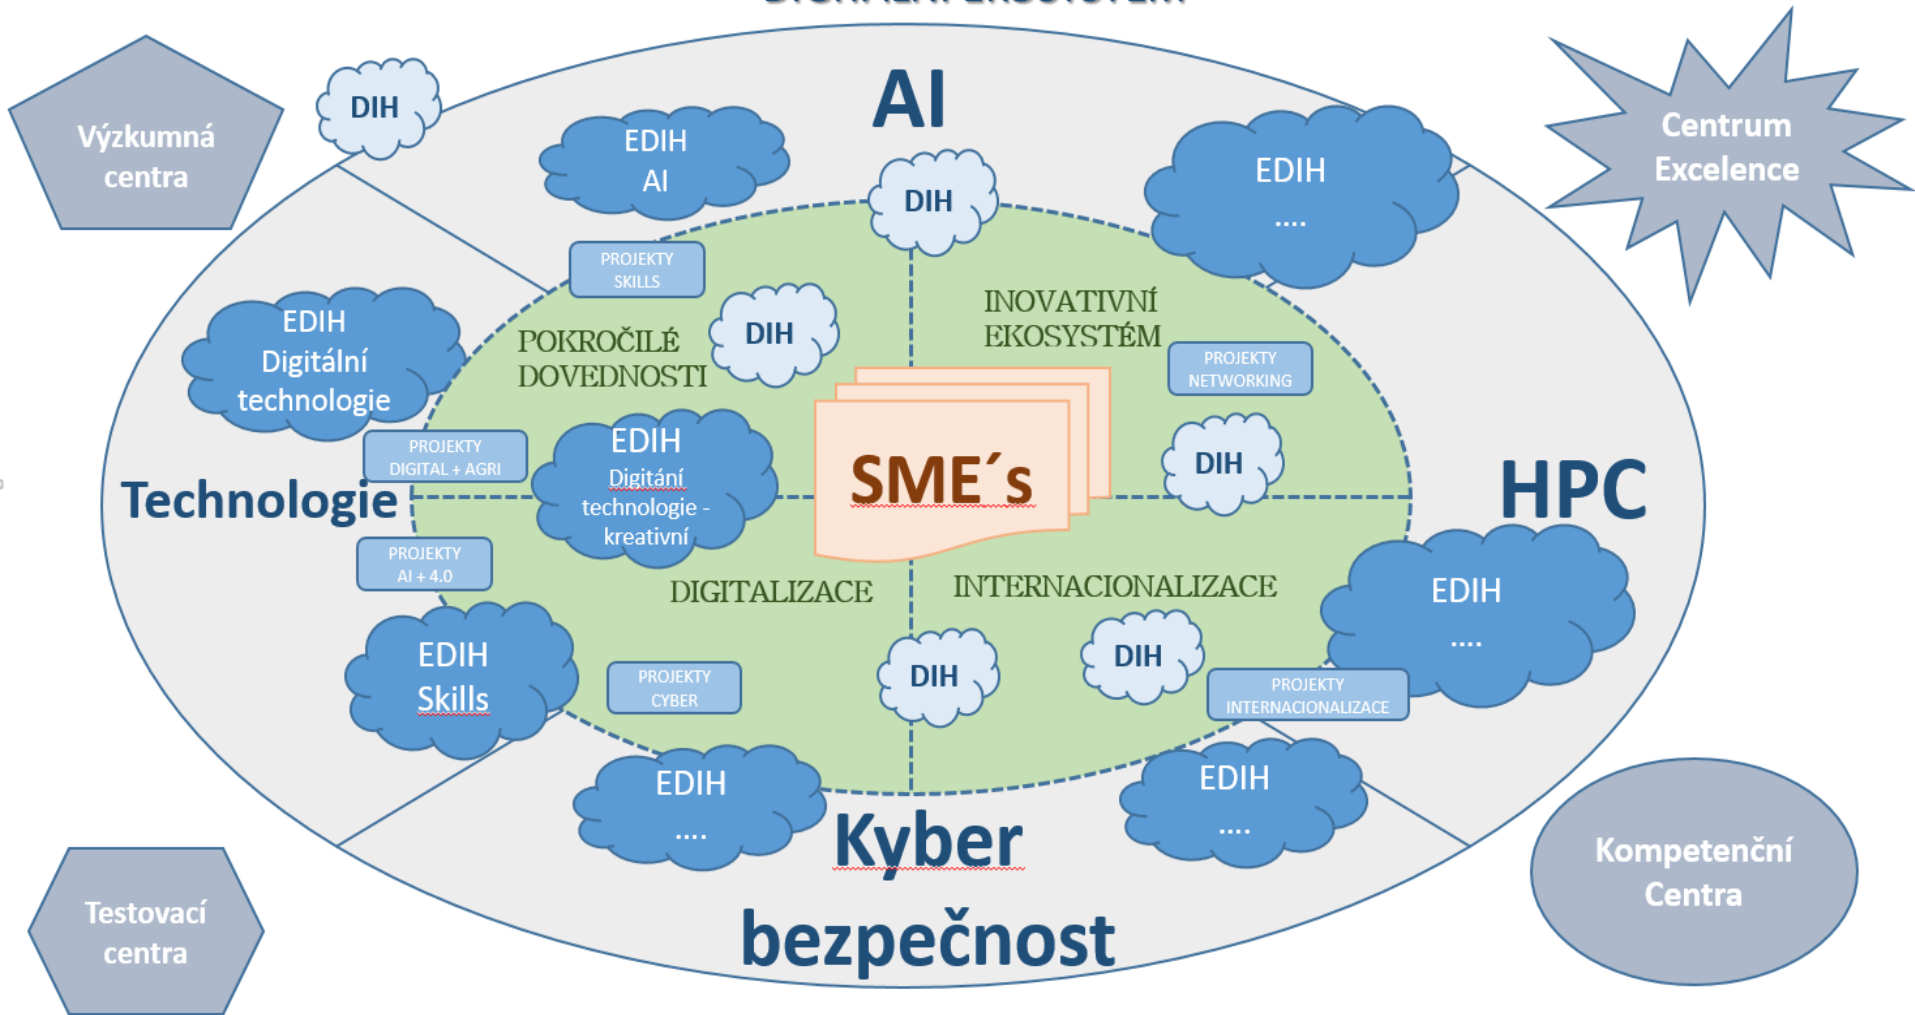 AI
Výzkumná
centra
DIH
EDIH
AI
DIH
EDIH
....
Centrum
Excelence
PROJEKTY
SKILLS
EDIH
Digitální
technologie
POKROČILÉ
DOVEDNOSTI
DIH
INOVATIVNÍ
EKOSYSTÉM
PROJEKTY
NETWORKING
PROJEKTY
DIGITAL + AGRI
EDIH
Digitání
technologie -
kreativní
SME´s
DIH
Technologie
HPC
PROJEKTY
AI + 4.0
DIGITALIZACE
INTERNACIONALIZACE
EDIH
....
EDIH
Skills
PROJEKTY
CYBER
DIH
DIH
PROJEKTY
INTERNACIONALIZACE
EDIH
....
EDIH
....
Kyber
bezpečnost
Testovací
centra
Kompetenční
Centra